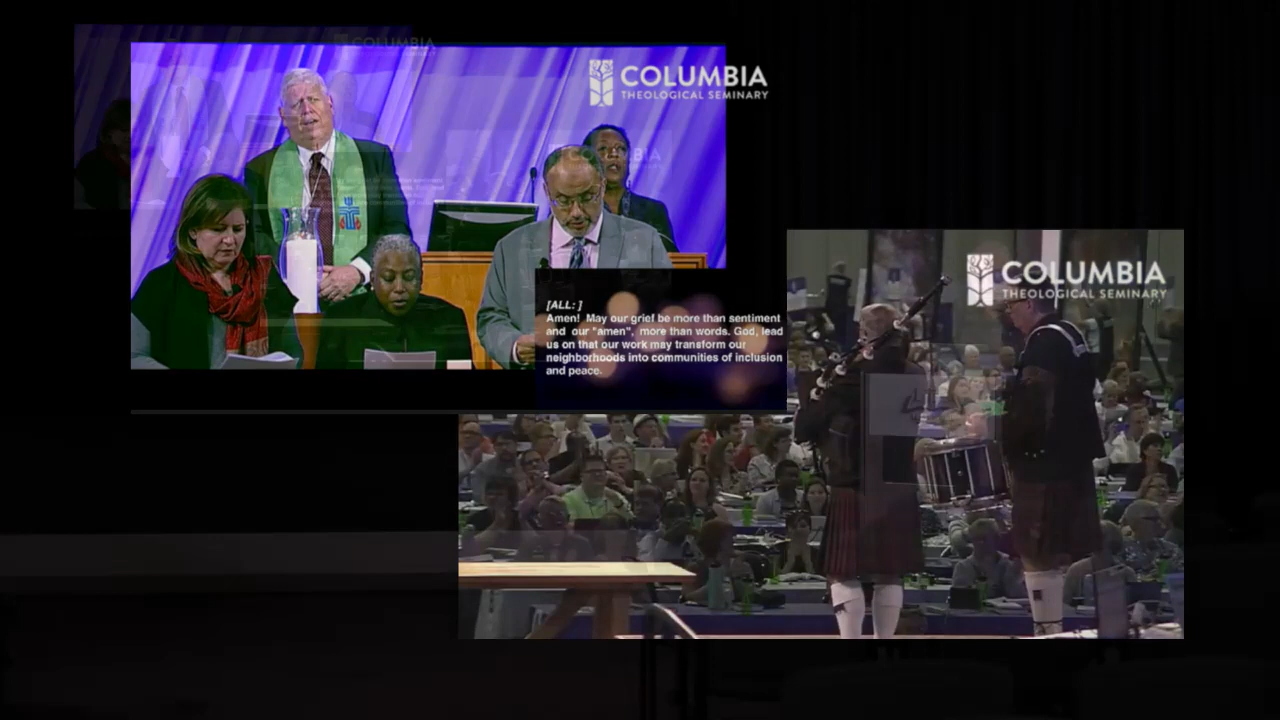 COLUMBIA
COLUMBIA
THEOLOGICAL SEMINARY
[ALL: ]
Amen! May our grief be more than sentiment
and our "amen", more than words. God, lead
us on that our work may transform our
neighborhoods into communities of inclusion
and peace.
COLUMBIA
THEOLOGICAL SEMINARY